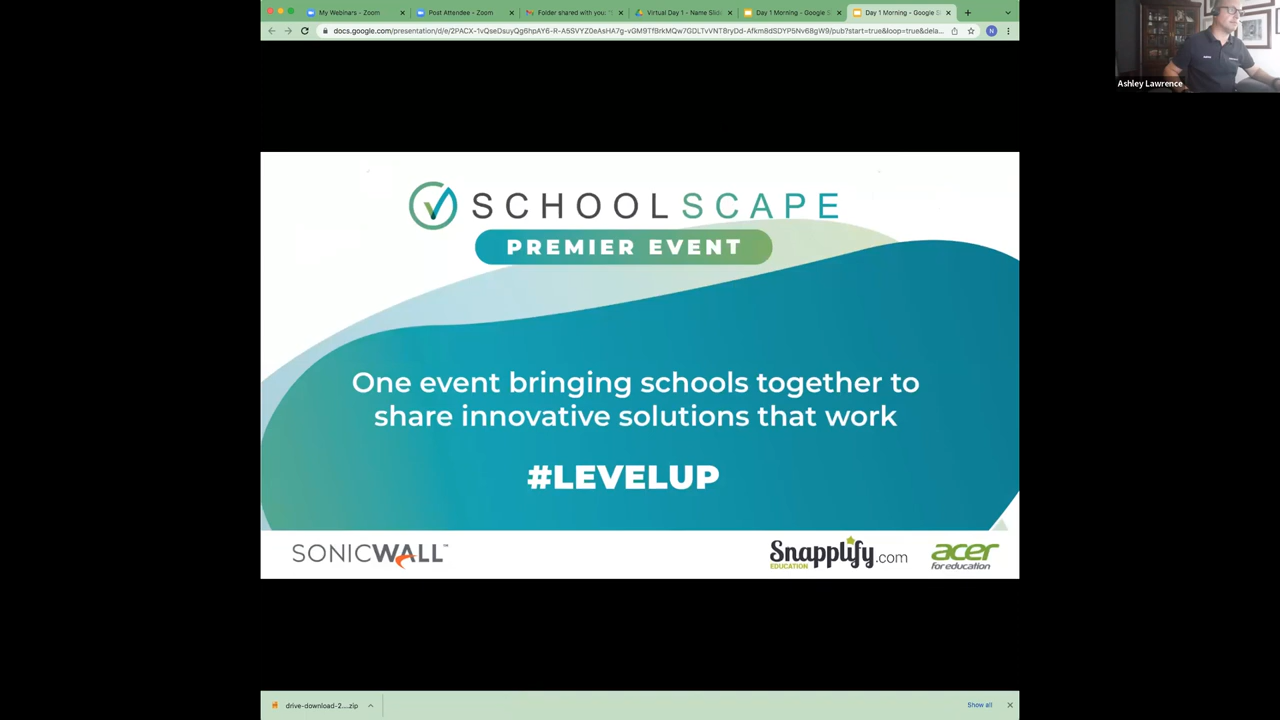 My Webinars - Zoom
Post Attendee - Zoom
Folder shared with you: "
Virtual Day 1 - Name Slid
Day 1 Morning - Google S
Day 1 Morning - Google S
Ashley Lawrence
SCHOOLSCAPE
PREMIER EVENT
One event bringing schools together to
share innovative solutions that work
#LEVELUP
SONICWALL™
Snapplify.com
EDUCATION
acer
for education
drive-download-2....zip
Show all